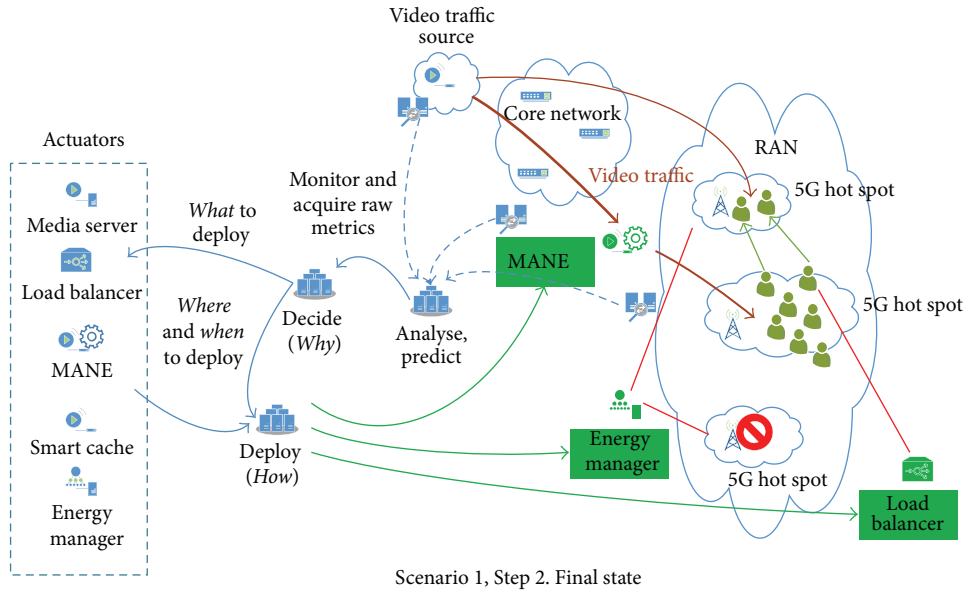 Video traffic
source
Core network
RAN
Actuators
Media server
Load balancer
MANE
Smart cache
Energy
manager
What to
deploy
Where
and when
to deploy
Monitor and
acquire raw
metrics
Decide
(Why)
Analyse,
predict
Deploy
(How)
MANE
Video traffic
5G hot spot
5G hot spot
Energy
manager
5G hot spot
Load
balancer
Scenario 1, Step 2. Final state